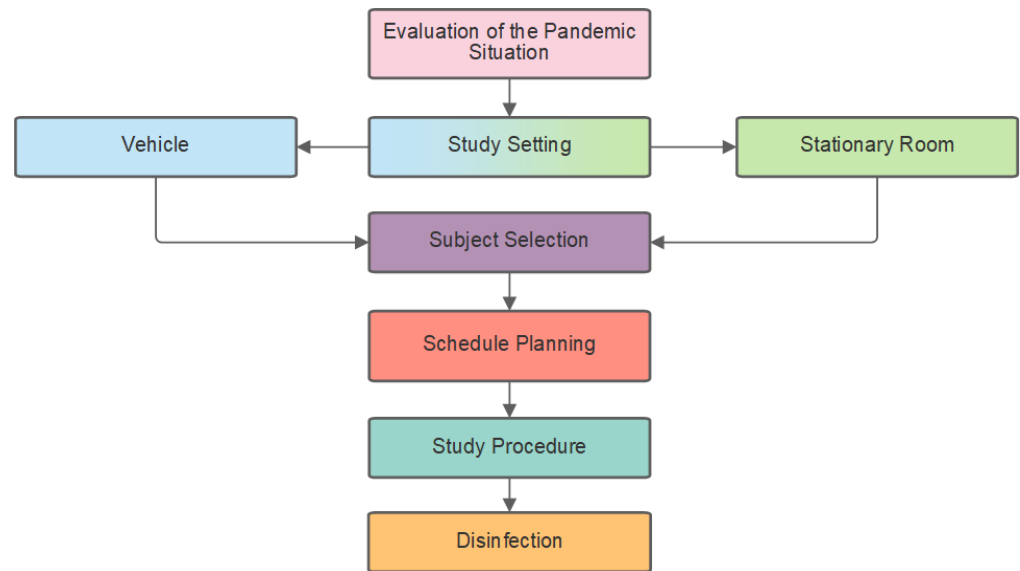 Evaluation of the Pandemic
Situation
Vehicle
Study Setting
Stationary Room
Subject Selection
Schedule Planning
Study Procedure
Disinfection